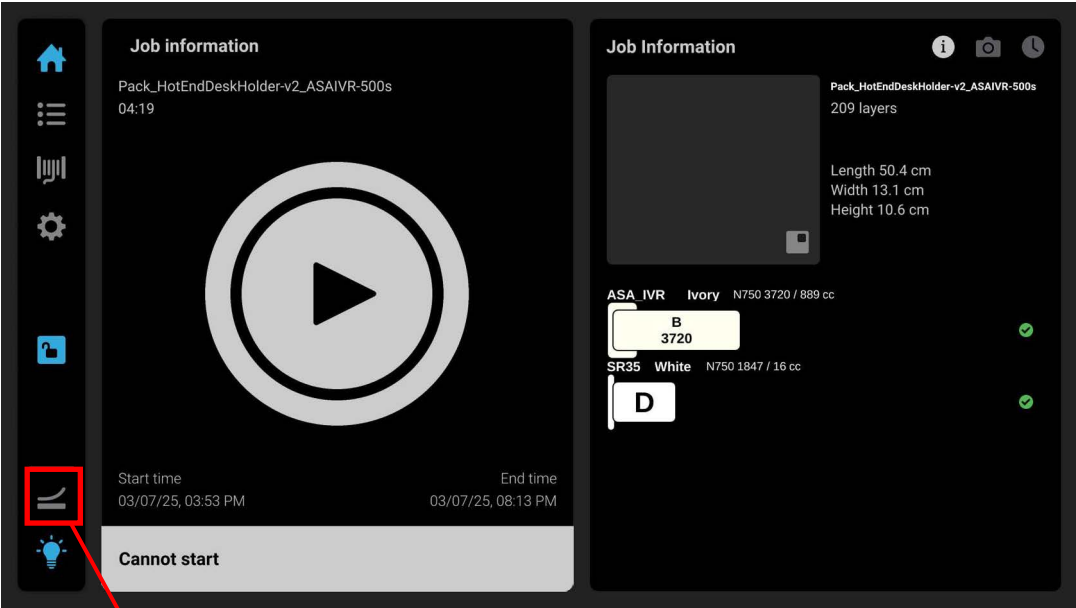 Job information
Pack_HotEndDeskHolder-v2_ASAIVR-500s
04:19
Start time
03/07/25, 03:53 PM
End time
03/07/25, 08:13 PM
Cannot start
Job Information
i
Pack_HotEndDeskHolder-v2_ASAIVR-500s
209 layers
Length 50.4 cm
Width 13.1 cm
Height 10.6 cm
ASA_IVR Ivory N750 3720 / 889 cc
B
3720
SR35 White N750 1847 / 16 cc
D